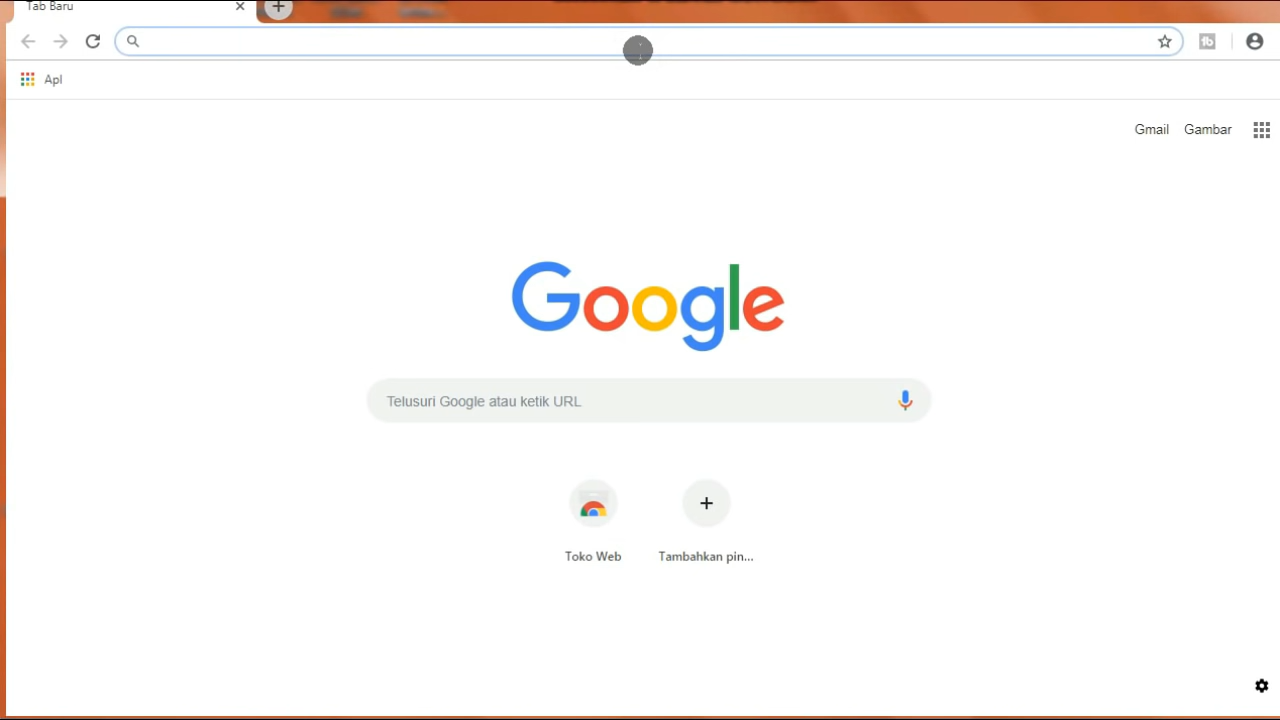 Tab Baru
Apl
Gmail Gambar
Google
Telusuri Google atau ketik URL
Toko Web Tambahkan pin...